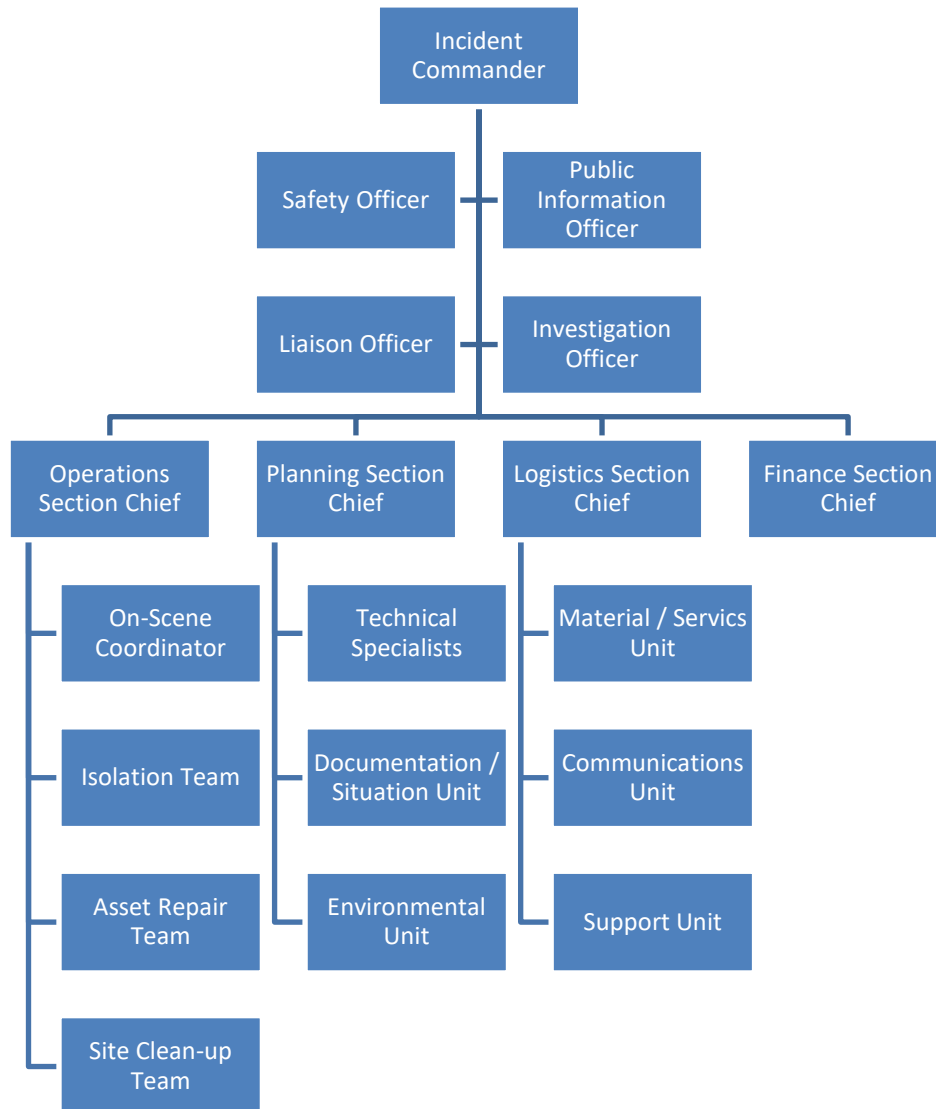 Incident
Commander
Safety Officer
Public
Information
Officer
Liaison Officer
Investigation
Officer
Operations
Section Chief
Planning Section
Chief
Logistics Section
Chief
Finance Section
Chief
On-Scene
Coordinator
Technical
Specialists
Material / Servics
Unit
Isolation Team
Documentation /
Situation Unit
Communications
Unit
Asset Repair
Team
Environmental
Unit
Support Unit
Site Clean-up
Team